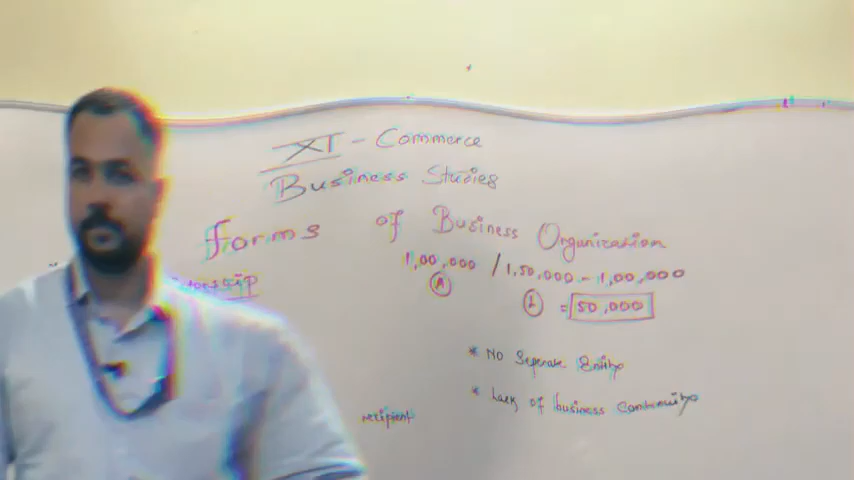 XI - Commerce
Business Studies
Forms of Business Organization
1,00,000 / 1,50,000 - 1,00,000
A L = 50,000
* No Seperate Entity
* Lack of business Continuity
recipient